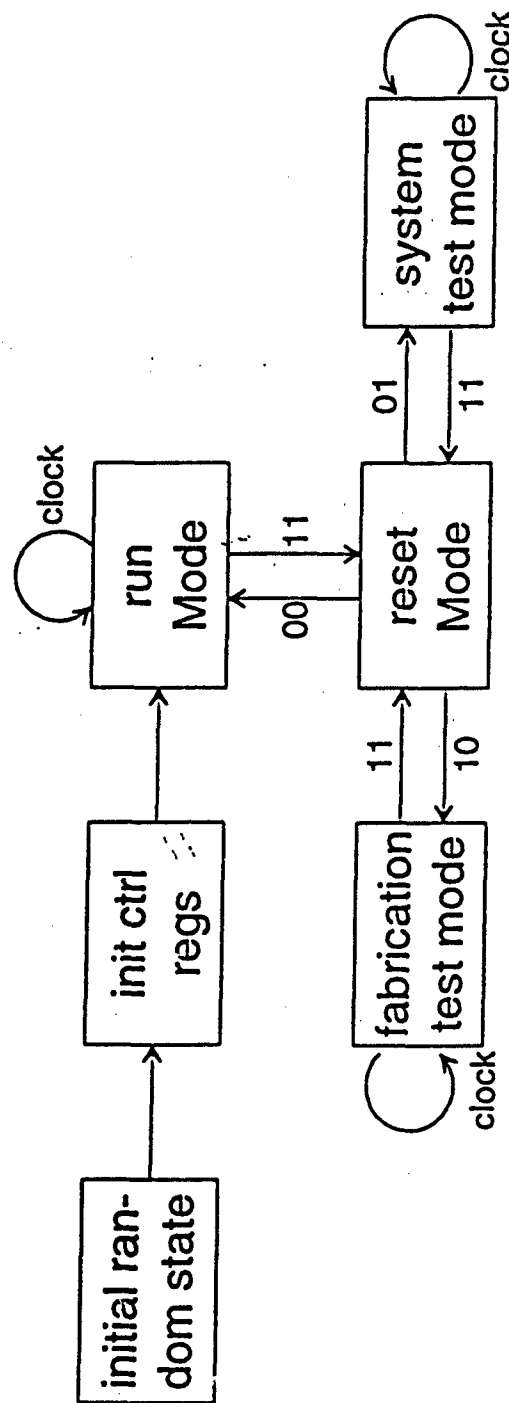 initial ran-
dom state
init ctrl
regs
clock
run
Mode
00
11
clock
fabrication
test mode
11
10
reset
Mode
01
11
system
test mode
clock